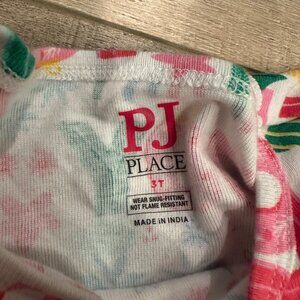 PJ
PLACE
3T
WEAR SNUG-FITTING
NOT FLAME RESISTANT
MADE IN INDIA